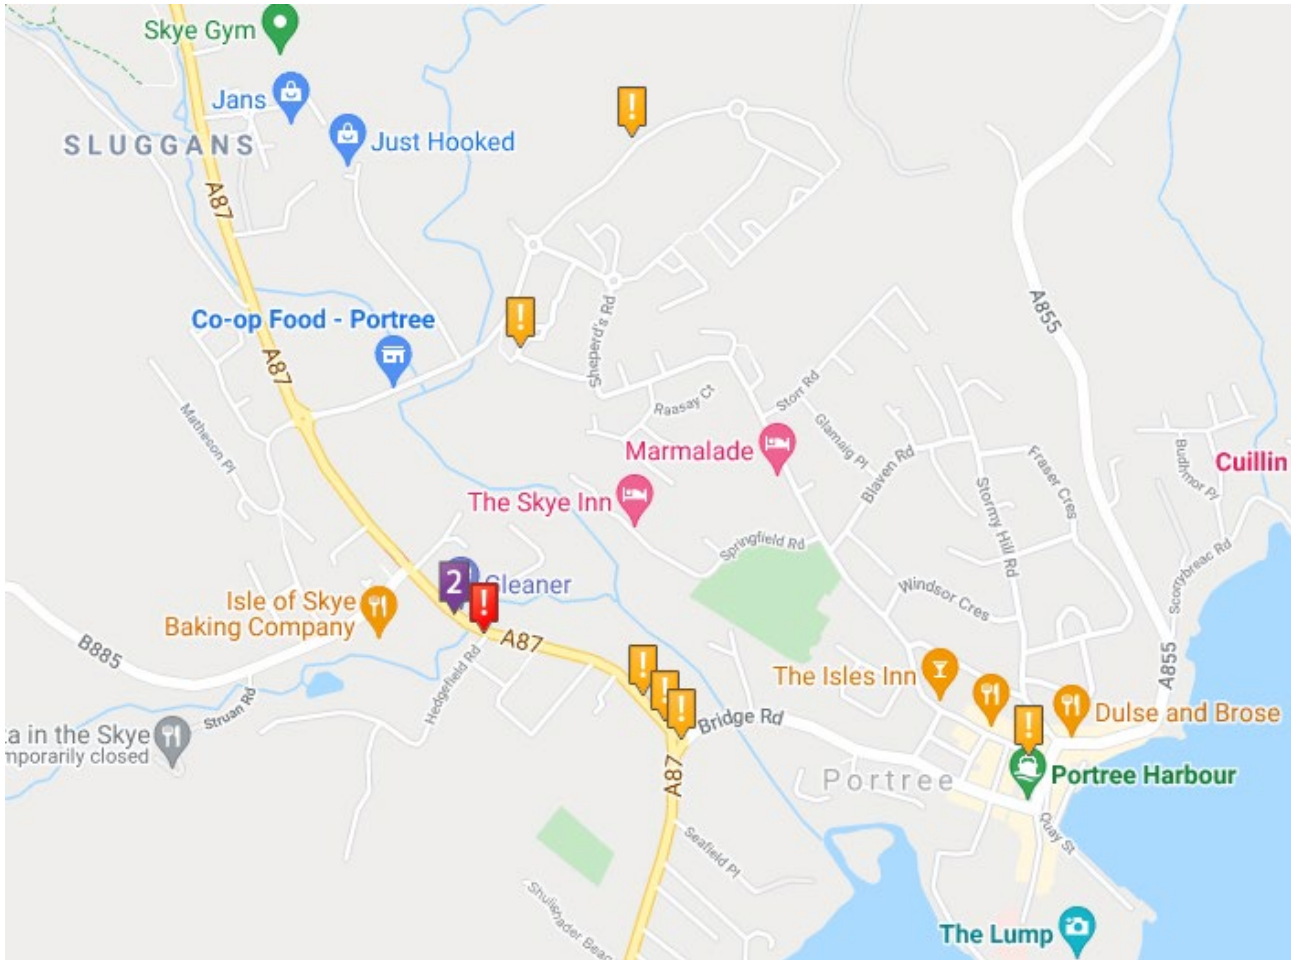 Skye Gym
Jans
Just Hooked
SLUGGANS
A87
Co-op Food - Portree
A87
Sheperd's Rd
A855
Matheson Pl
Raasay Ct
Storr Rd
Glamaig Pl
Marmalade
Blaven Rd
Fraser Cres
Budhmor Pl
Cuillin
The Skye Inn
Stormy Hill Rd
Springfield Rd
Scorrybreac Rd
2
Cleaner
!
Windsor Cres
Isle of Skye
Baking Company
A87
B885
Hedgefield Rd
!
!
!
!
!
!
The Isles Inn
A855
Struan Rd
Bridge Rd
Dulse and Brose
a in the Skye
mporarily closed
A87
Portree
Portree Harbour
Quay St
Seafield Pl
The Lump